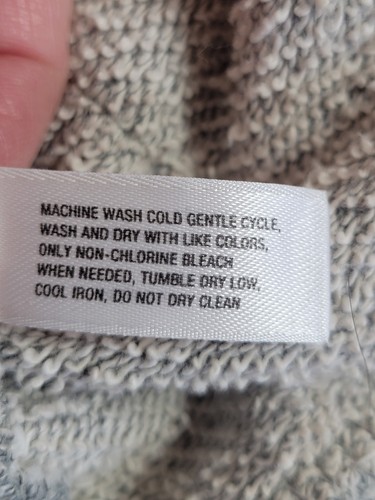 MACHINE WASH COLD GENTLE CYCLE,
WASH AND DRY WITH LIKE COLORS,
ONLY NON-CHLORINE BLEACH
WHEN NEEDED, TUMBLE DRY LOW,
COOL IRON, DO NOT DRY CLEAN